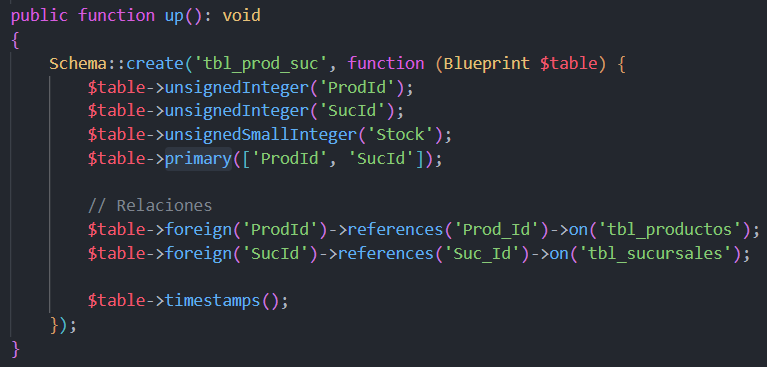 public function up(): void
{
    Schema::create('tbl_prod_suc', function (Blueprint $table) {
        $table->unsignedInteger('ProdId');
        $table->unsignedInteger('SucId');
        $table->unsignedSmallInteger('Stock');
        $table->primary(['ProdId', 'SucId']);

        // Relaciones
        $table->foreign('ProdId')->references('Prod_Id')->on('tbl_productos');
        $table->foreign('SucId')->references('Suc_Id')->on('tbl_sucursales');

        $table->timestamps();
    });
}